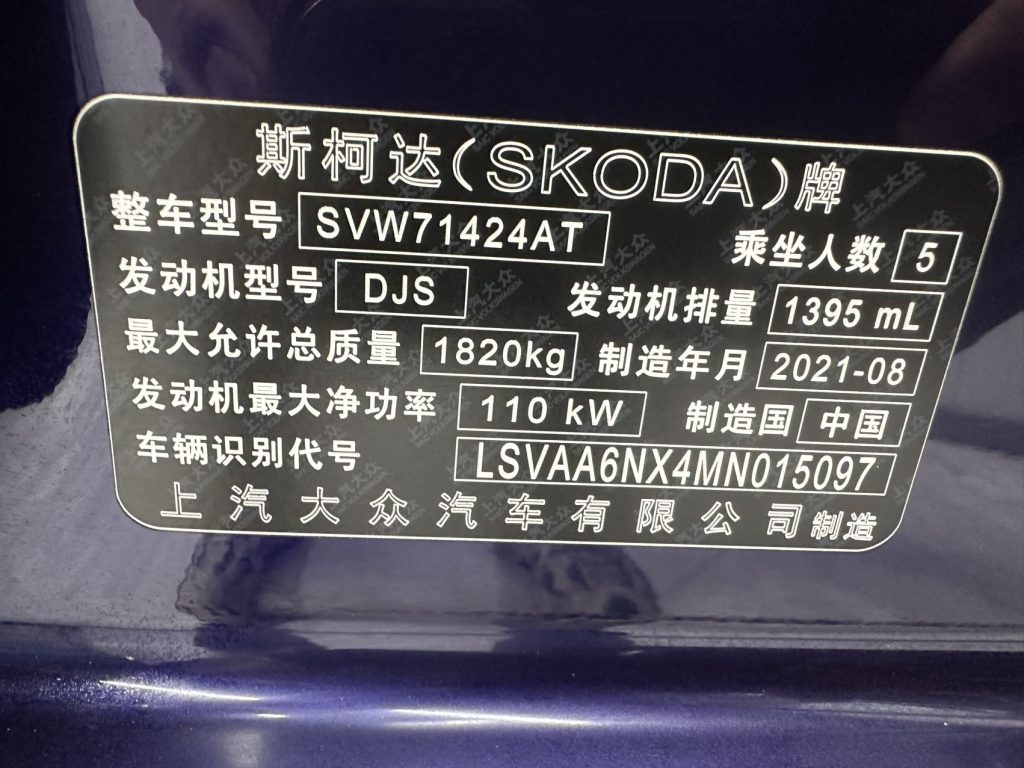 斯柯达(SKODA)牌
整车型号 SVW71424AT 乘坐人数 5
发动机型号 DJS 发动机排量 1395 mL
最大允许总质量 1820kg 制造年月 2021-08
发动机最大净功率 110 kW 制造国 中国
车辆识别代号 LSVAA6NX4MN015097
上汽大众汽车有限公司制造